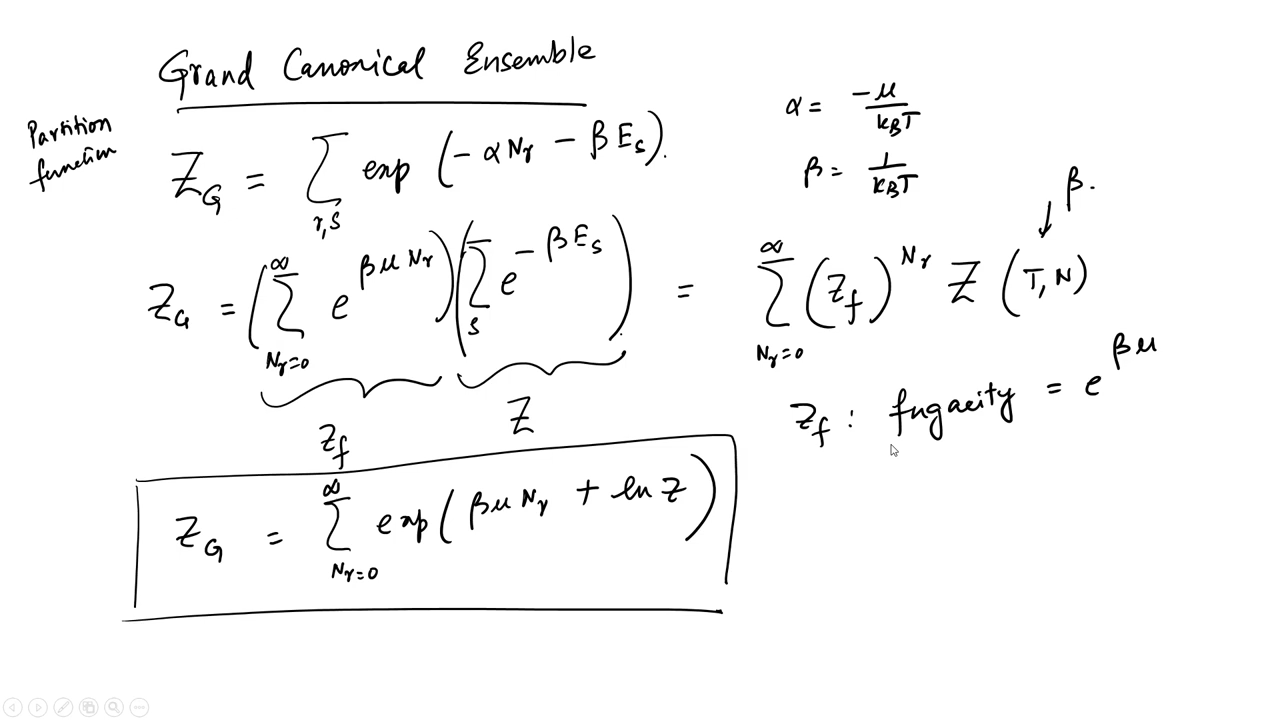 Grand Canonical Ensemble
Partition
function
Z_G = Σ_{r,s} exp (-αN_r - βE_s).
α = -μ / k_BT
β = 1 / k_BT
Z_G = (Σ_{N_r=0}^{∞} e^{βμN_r}) (Σ_s e^{-βE_s}) = Σ_{N_r=0}^{∞} (Z_f)^{N_r} Z (T, N)
↓ β.
Z_f Z
Z_f : fugacity = e^{βμ}
Z_G = Σ_{N_r=0}^{∞} exp(βμN_r + ln Z)